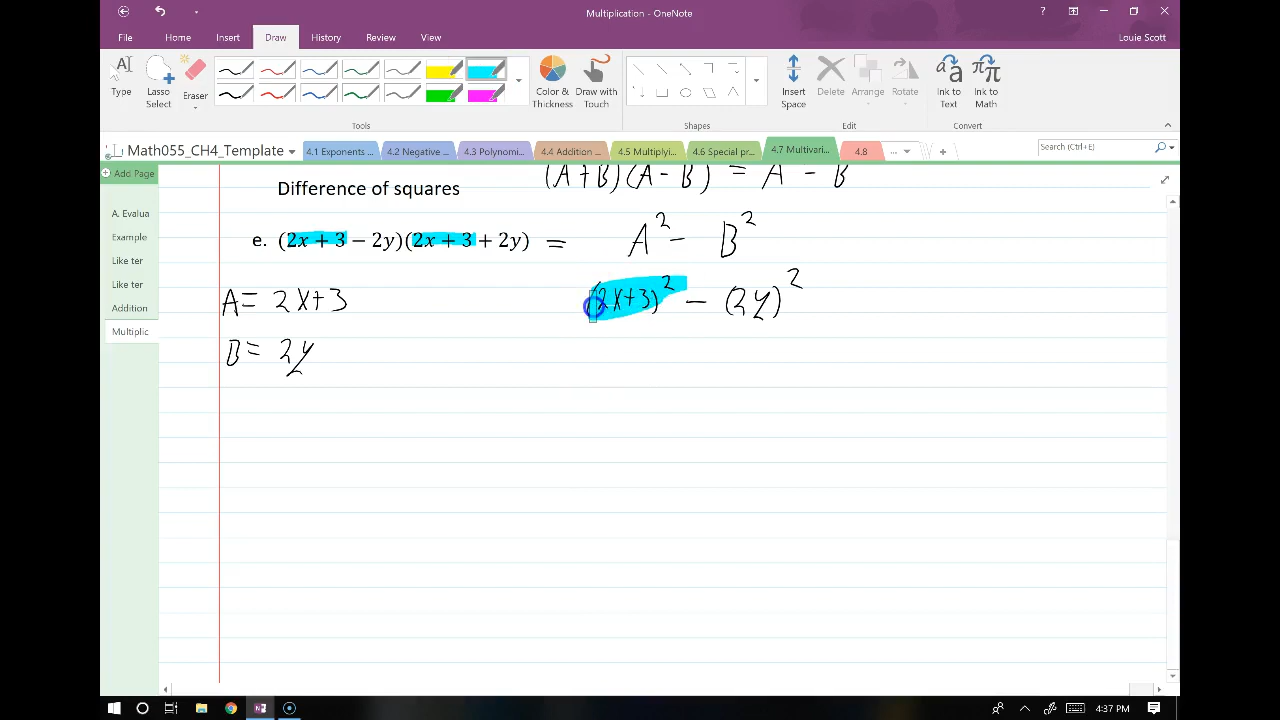 Multiplication - OneNote
?
File Home Insert Draw History Review View
Louie Scott
Type Lasso Select Eraser Color & Thickness Draw with Touch Insert Space Delete Arrange Rotate Ink to Text Ink to Math
Tools Shapes Edit Convert
Math055_CH4_Template 4.1 Exponents ... 4.2 Negative ... 4.3 Polynomi... 4.4 Addition ... 4.5 Multiplyi... 4.6 Special pr... 4.7 Multivari... 4.8 ... Search (Ctrl+E)
Add Page
A. Evalua
Example
Like ter
Like ter
Addition
Multiplic
(A+B)(A-B) = A - B
Difference of squares
e. (2x + 3 − 2y)(2x + 3 + 2y) = A² - B²
A = 2x+3 (2x+3)² - (2y)²
B = 2y
4:37 PM